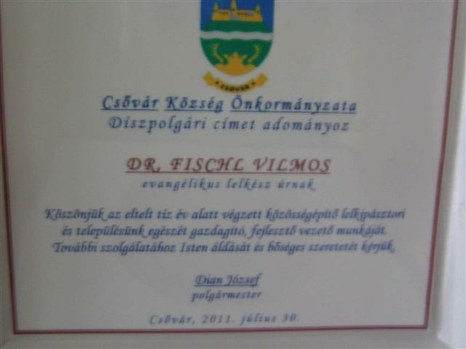 CSŐVÁR
Csővár Község Önkormányzata
Díszpolgári címet adományoz
DR. FISCHL VILMOS
evangélikus lelkész úrnak
Köszönjük az eltelt tíz év alatt végzett közösségépítő lelkipásztori
és településünk egészét gazdagító, fejlesztő vezető munkáját.
További szolgálatához Isten áldását és bőséges szeretetét kérjük.
Dian József
polgármester
Csővár, 2011. július 30.